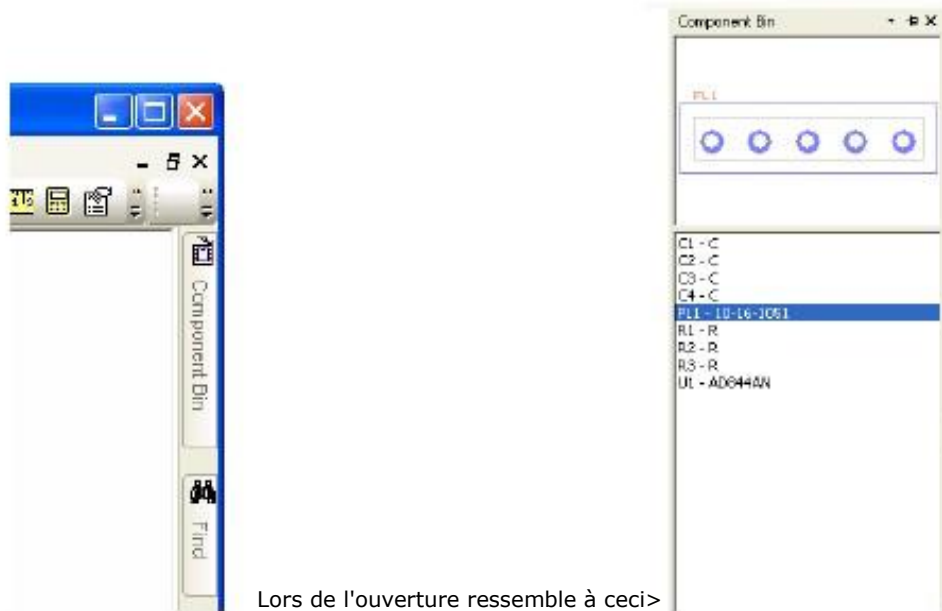 Component Bin
PL1
C1 - C
C2 - C
C3 - C
C4 - C
PL1 - 10-16-1051
R1 - R
R2 - R
R3 - R
U1 - AD844AN
Component Bin
Find
Lors de l'ouverture ressemble à ceci>